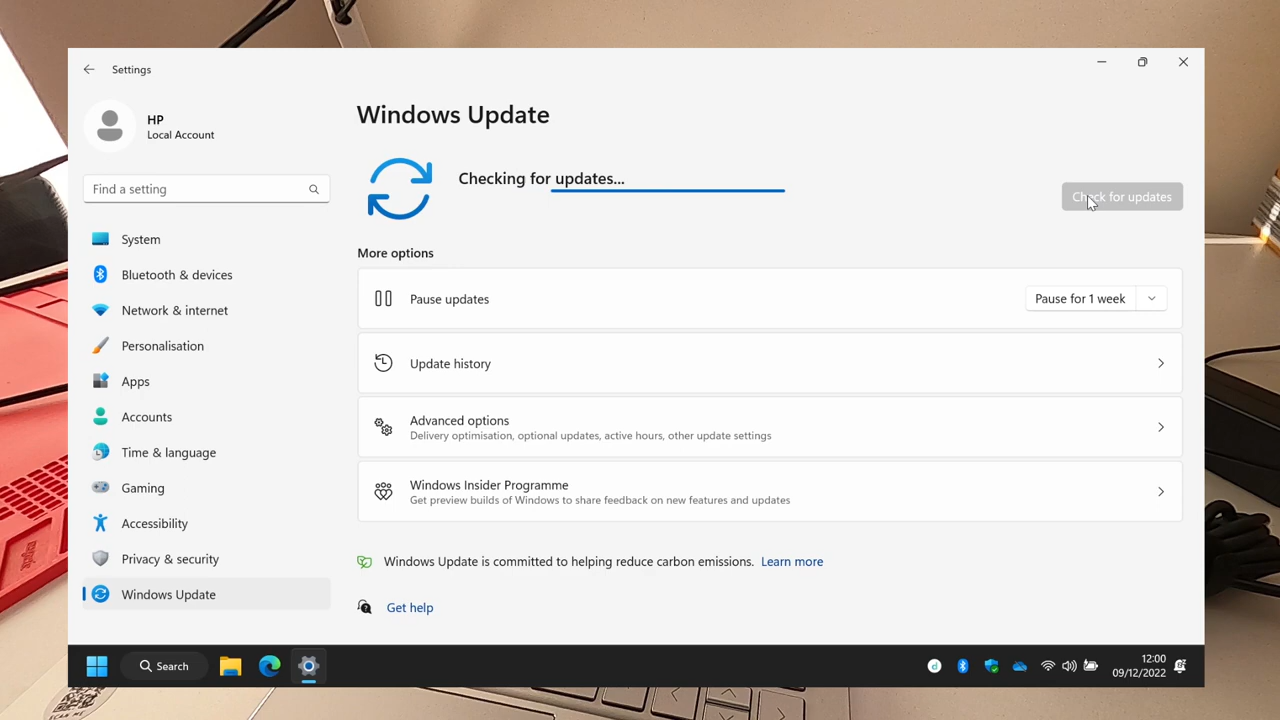 Settings
HP
Local Account
Find a setting
System
Bluetooth & devices
Network & internet
Personalisation
Apps
Accounts
Time & language
Gaming
Accessibility
Privacy & security
Windows Update
Windows Update
Checking for updates...
Check for updates
More options
Pause updates
Pause for 1 week
Update history
Advanced options
Delivery optimisation, optional updates, active hours, other update settings
Windows Insider Programme
Get preview builds of Windows to share feedback on new features and updates
Windows Update is committed to helping reduce carbon emissions. Learn more
Get help
Search
12:00
09/12/2022
SCAN ME